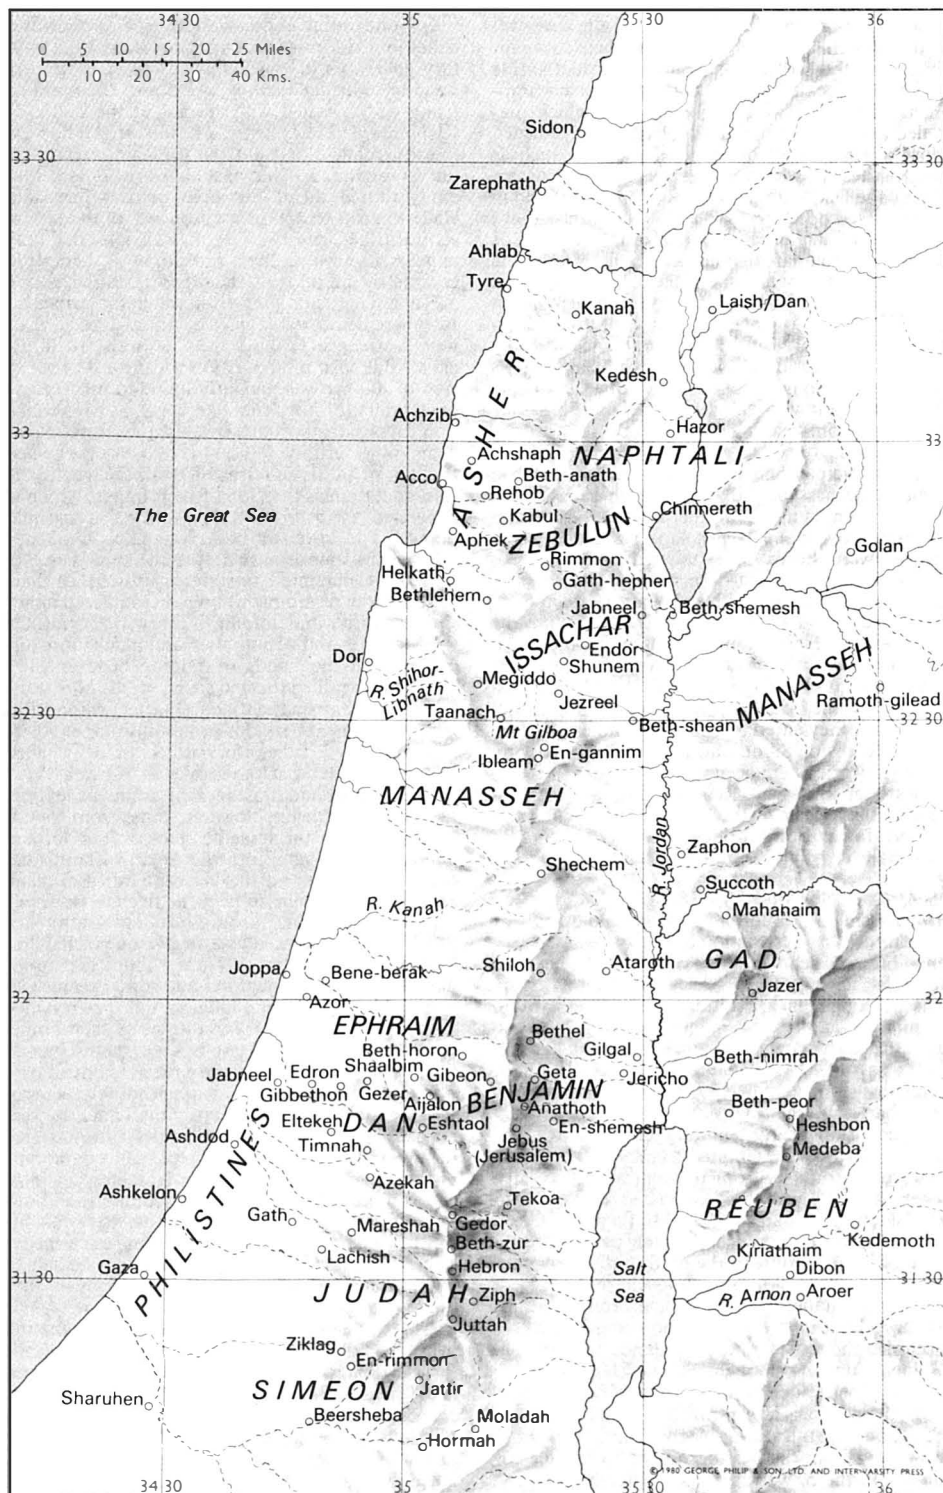 34 30 35 35 30 36
0 5 10 15 20 25 Miles
0 10 20 30 40 Kms.
Sidon
33 30 33 30
Zarephath
Ahlab
Tyre
Kanah
Laish/Dan
Kedesh
ASHER
Achzib
Hazor
33 33
Achshaph
NAPHTALI
Acco
Beth-anath
Rehob
The Great Sea
Kabul
Chinnereth
Aphek
ZEBULUN
Golan
Rimmon
Helkath
Gath-hepher
Bethlehem
Jabneel
Beth-shemesh
ISSACHAR
Endor
Dor
Shunem
MANASSEH
R. Shihor-
Libnath
Megiddo
Jezreel
Ramoth-gilead
Taanach
32 30 32 30
Beth-shean
Mt Gilboa
En-gannim
Ibleam
MANASSEH
R. Jordan
Zaphon
Shechem
Succoth
R. Kanah
Mahanaim
GAD
Joppa
Bene-berak
Shiloh
Ataroth
Jazer
32 32
Azor
EPHRAIM
Bethel
Beth-horon
Gilgal
Beth-nimrah
Jabneel
Edron
Shaalbim
Gibeon
Geta
Jericho
Gibbethon
Gezer
Aijalon
BENJAMIN
Anathoth
Beth-peor
Eltekeh
DAN
Eshtaol
En-shemesh
Heshbon
Ashdod
Timnah
Jebus
(Jerusalem)
Medeba
PHILISTINES
Azekah
Ashkelon
Tekoa
REUBEN
Gath
Mareshah
Gedor
Kedemoth
Lachish
Beth-zur
Kiriathaim
Gaza
Hebron
Salt
Sea
Dibon
31 30 31 30
JUDAH
Ziph
R. Arnon
Aroer
Juttah
Ziklag
En-rimmon
SIMEON
Jattir
Sharuhen
Beersheba
Moladah
Hormah
© 1980 GEORGE PHILIP & SON, LTD. AND INTER-VARSITY PRESS
34 30 35 35 30 36